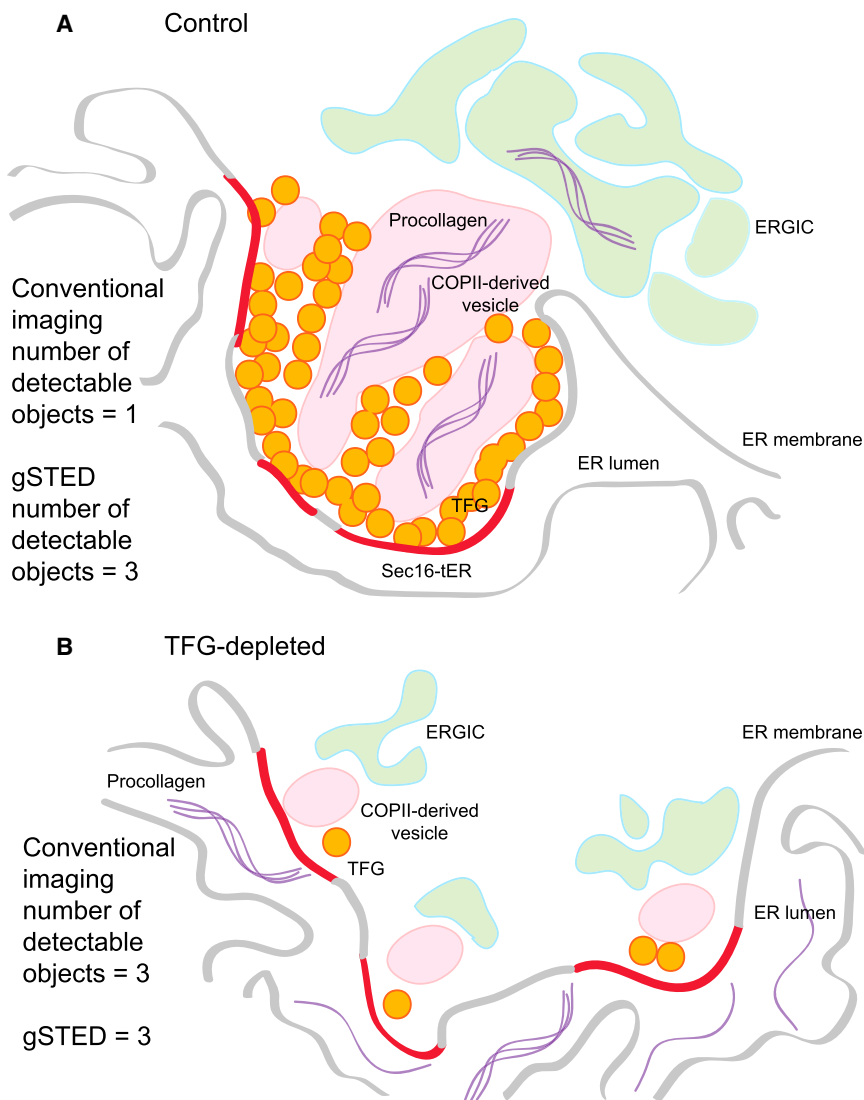 A
Control
Procollagen
ERGIC
COPII-derived
vesicle
Conventional
imaging
number of
detectable
objects = 1
gSTED
number of
detectable
objects = 3
ER membrane
ER lumen
TFG
Sec16-tER
B
TFG-depleted
ERGIC
ER membrane
Procollagen
COPII-derived
vesicle
TFG
Conventional
imaging
number of
detectable
objects = 3
gSTED = 3
ER lumen